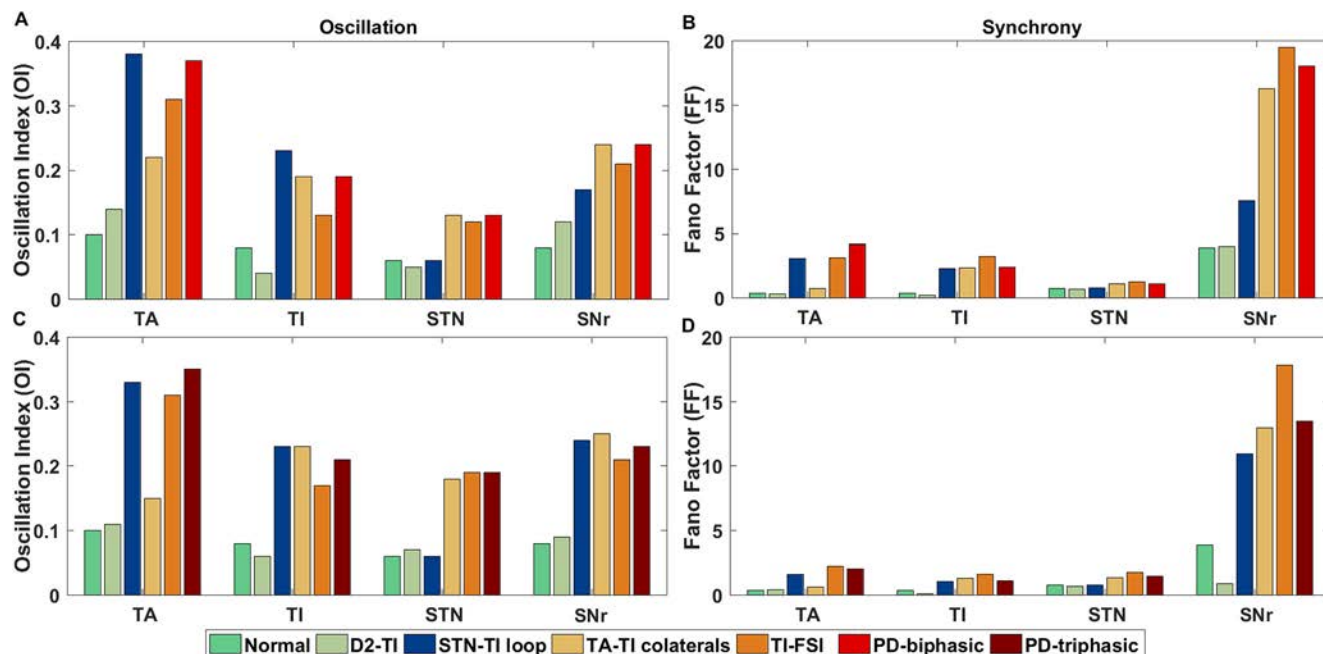 A
Oscillation
Oscillation Index (OI)
0.4
0.3
0.2
0.1
0
TA
TI
STN
SNr
B
Synchrony
Fano Factor (FF)
20
15
10
5
0
TA
TI
STN
SNr
C
Oscillation Index (OI)
0.4
0.3
0.2
0.1
0
TA
TI
STN
SNr
D
Fano Factor (FF)
20
15
10
5
0
TA
TI
STN
SNr
Normal D2-TI STN-TI loop TA-TI colaterals TI-FSI PD-biphasic PD-triphasic